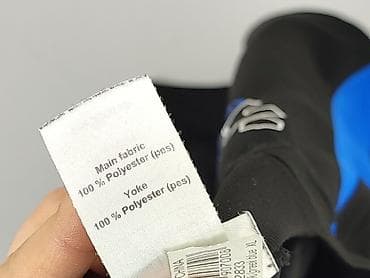 Main fabric
100 % Polyester (pes)
Yoke
100 % Polyester (pes)